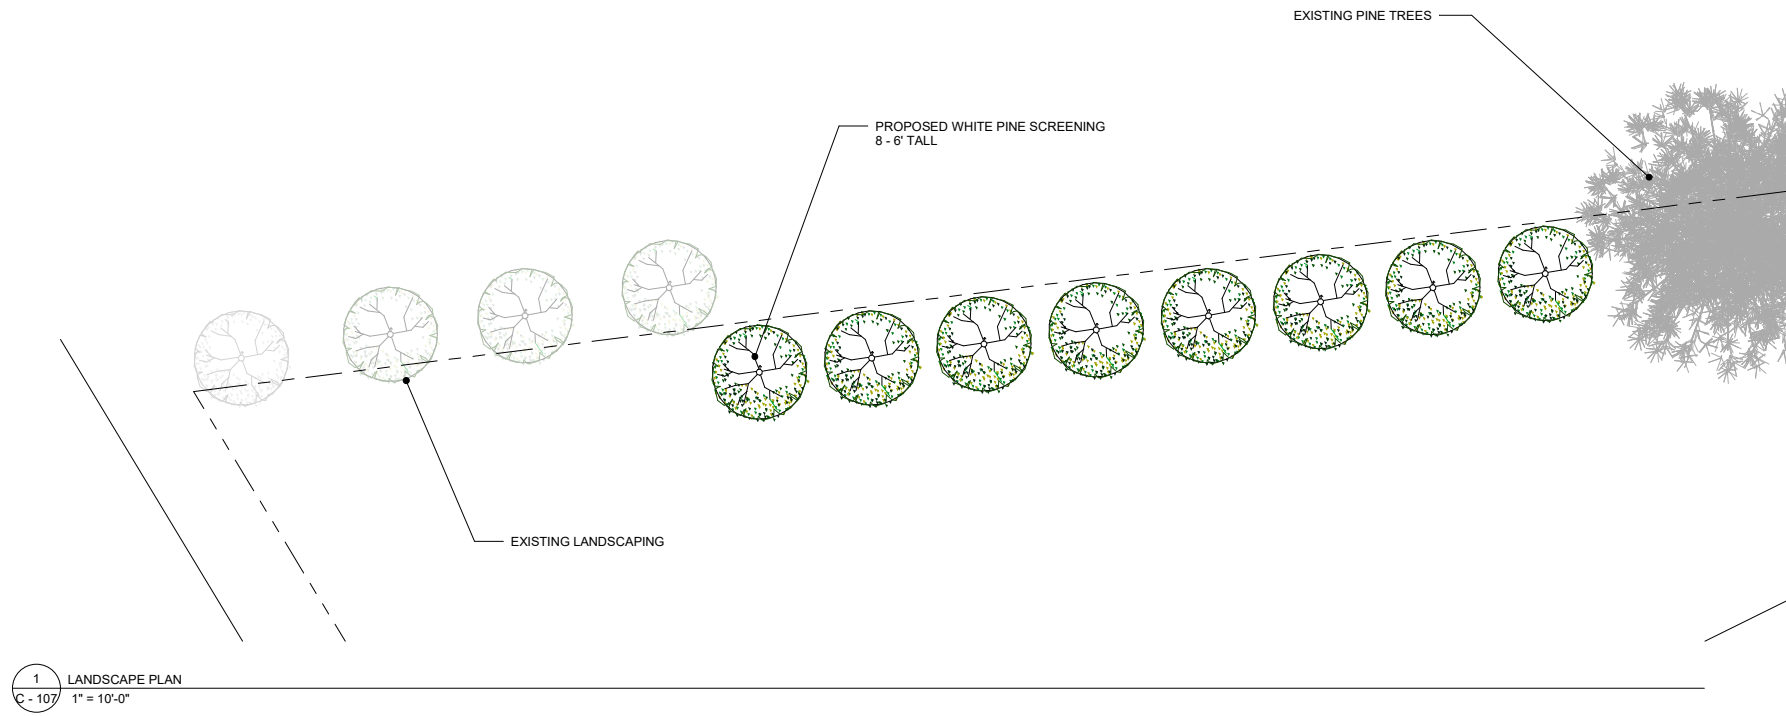 EXISTING PINE TREES
PROPOSED WHITE PINE SCREENING
8 - 6' TALL
EXISTING LANDSCAPING
1
LANDSCAPE PLAN
C - 107
1" = 10'-0"